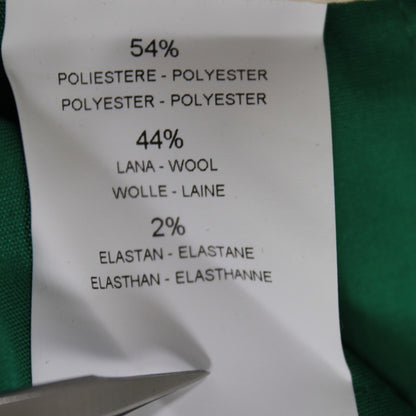 54%
POLIESTERE - POLYESTER
POLYESTER - POLYESTER
44%
LANA - WOOL
WOLLE - LAINE
2%
ELASTAN - ELASTANE
ELASTHAN - ELASTHANNE